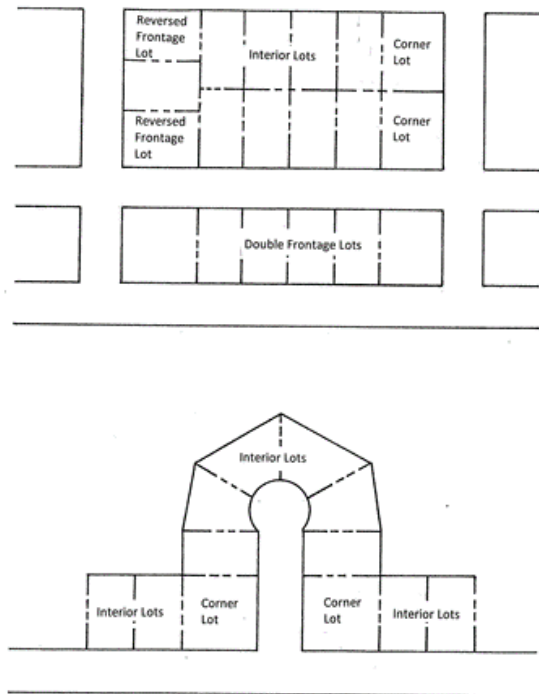 Reversed
Frontage
Lot
Interior Lots
Corner
Lot
Reversed
Frontage
Lot
Corner
Lot
Double Frontage Lots
Interior Lots
Interior Lots
Corner
Lot
Corner
Lot
Interior Lots